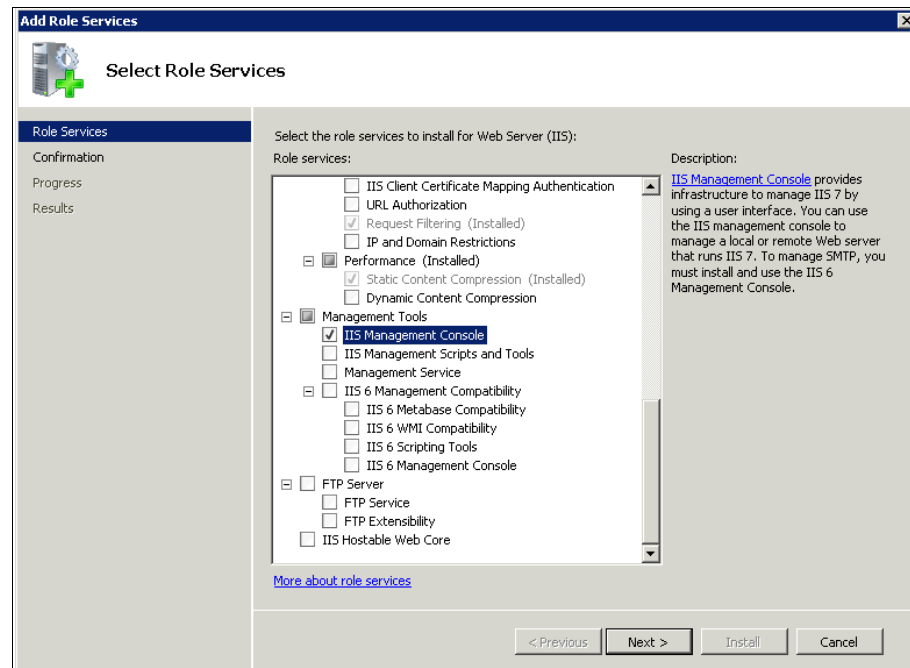 Add Role Services
Select Role Services
Role Services
Confirmation
Progress
Results
Select the role services to install for Web Server (IIS):
Role services:
IIS Client Certificate Mapping Authentication
URL Authorization
Request Filtering (Installed)
IP and Domain Restrictions
Performance (Installed)
Static Content Compression (Installed)
Dynamic Content Compression
Management Tools
IIS Management Console
IIS Management Scripts and Tools
Management Service
IIS 6 Management Compatibility
IIS 6 Metabase Compatibility
IIS 6 WMI Compatibility
IIS 6 Scripting Tools
IIS 6 Management Console
FTP Server
FTP Service
FTP Extensibility
IIS Hostable Web Core
More about role services
Description:
IIS Management Console provides
infrastructure to manage IIS 7 by
using a user interface. You can use
the IIS management console to
manage a local or remote Web server
that runs IIS 7. To manage SMTP, you
must install and use the IIS 6
Management Console.
< Previous
Next >
Install
Cancel